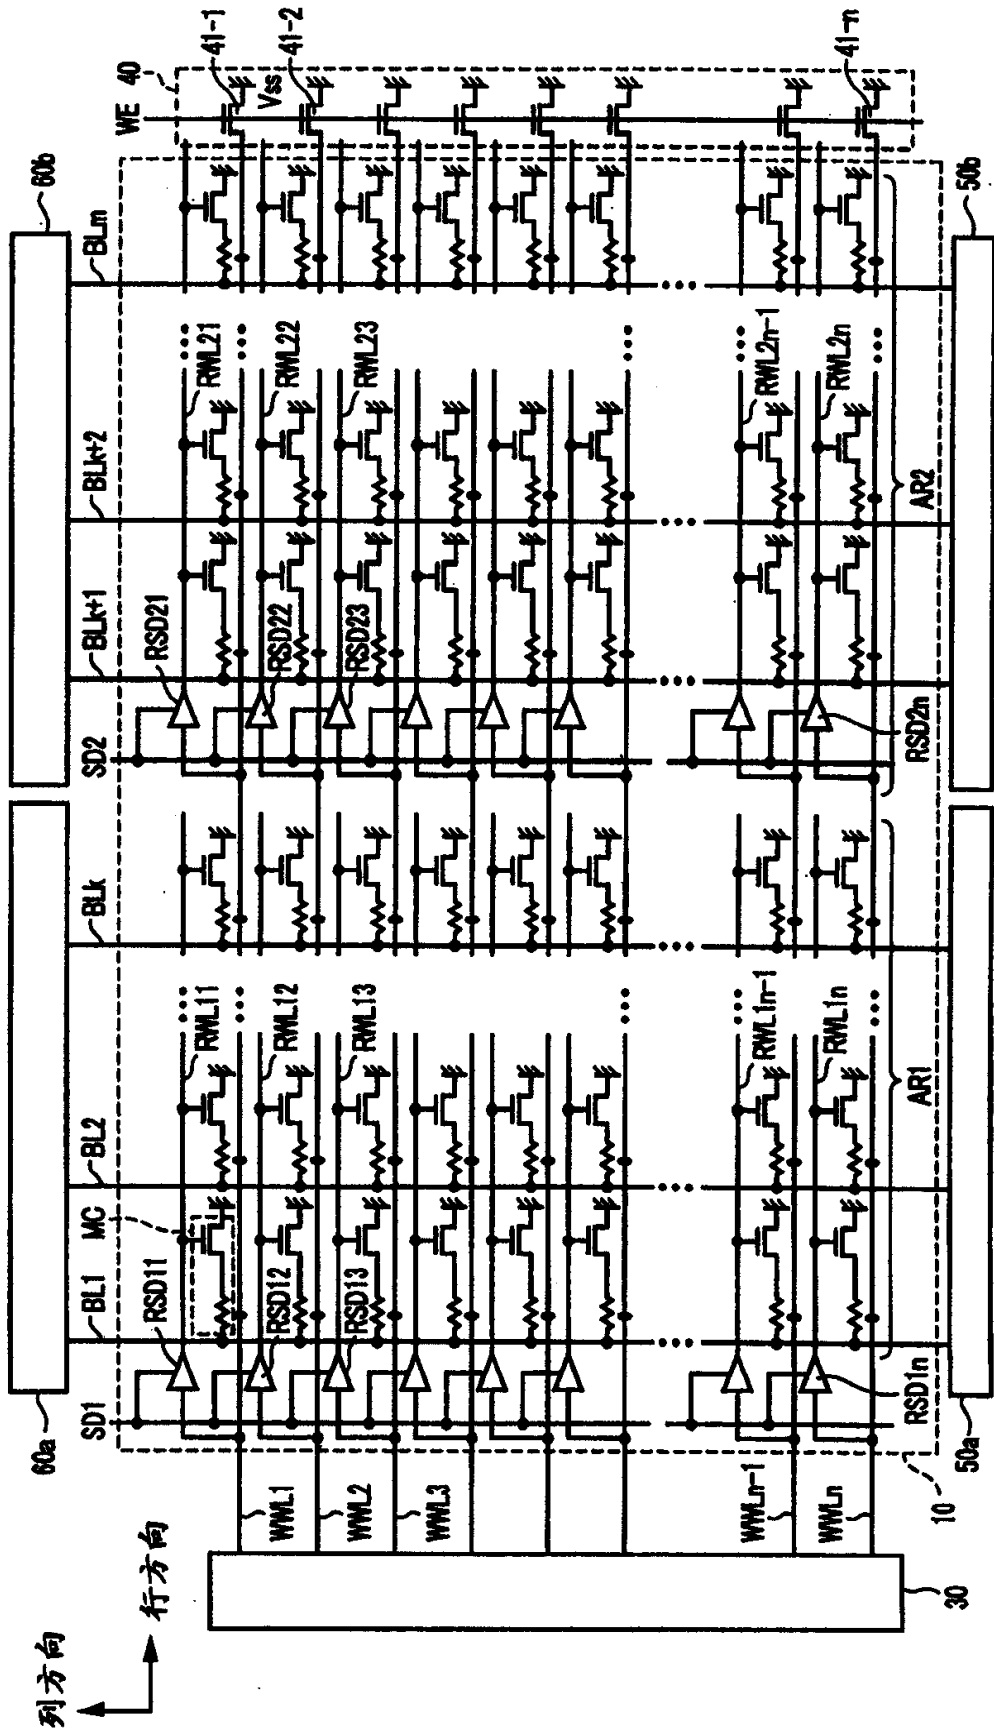 列方向
行方向
60a
60b
SD1
BL1
MC
BL2
BLk
SD2
BLk+1
BLk+2
BLm
WE
40
41-1
Vss
41-2
41-n
RSD11
RSD12
RSD13
RSD1n
RSD21
RSD22
RSD23
RSD2n
RWL11
RWL12
RWL13
RWL1n-1
RWL1n
RWL21
RWL22
RWL23
RWL2n-1
RWL2n
WWL1
WWL2
WWL3
WWLn-1
WWLn
AR1
AR2
10
30
50a
50b